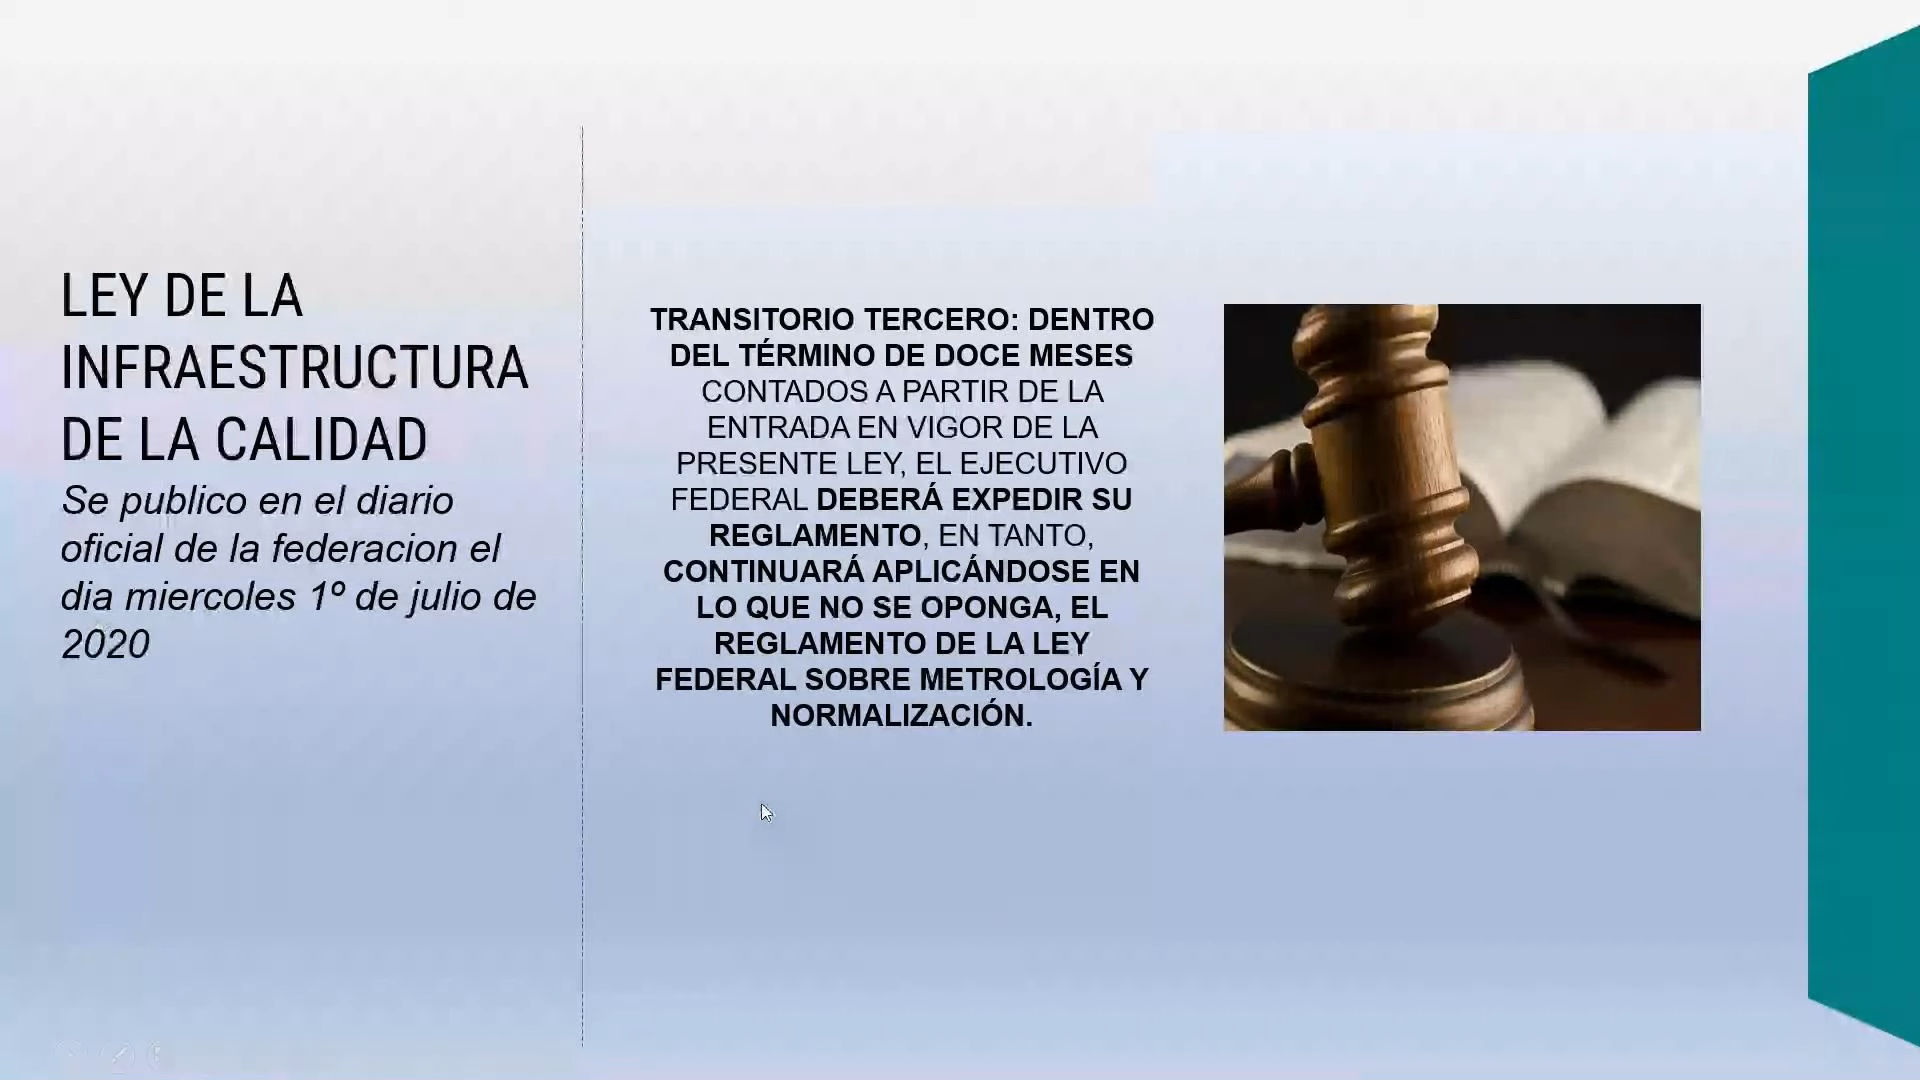 LEY DE LA
INFRAESTRUCTURA
DE LA CALIDAD
Se publico en el diario
oficial de la federacion el
dia miercoles 1º de julio de
2020
TRANSITORIO TERCERO: DENTRO
DEL TÉRMINO DE DOCE MESES
CONTADOS A PARTIR DE LA
ENTRADA EN VIGOR DE LA
PRESENTE LEY, EL EJECUTIVO
FEDERAL DEBERÁ EXPEDIR SU
REGLAMENTO, EN TANTO,
CONTINUARÁ APLICÁNDOSE EN
LO QUE NO SE OPONGA, EL
REGLAMENTO DE LA LEY
FEDERAL SOBRE METROLOGÍA Y
NORMALIZACIÓN.